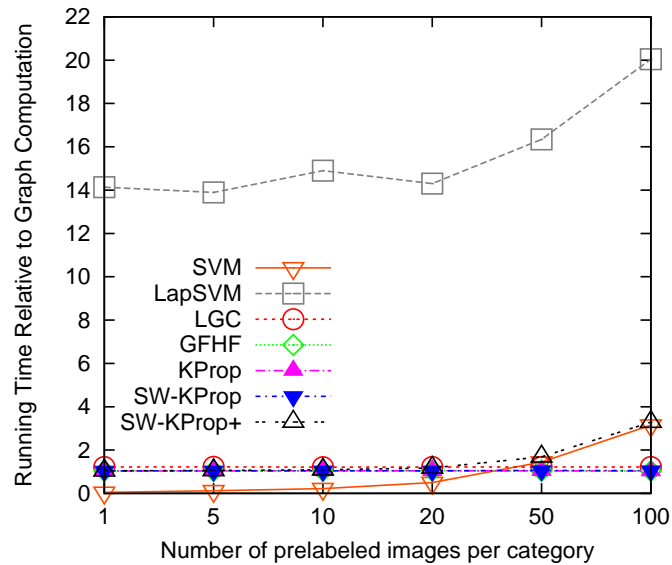 Running Time Relative to Graph Computation
22
20
18
16
14
12
10
8
6
4
2
0
SVM
LapSVM
LGC
GFHF
KProp
SW-KProp
SW-KProp+
1 5 10 20 50 100
Number of prelabeled images per category